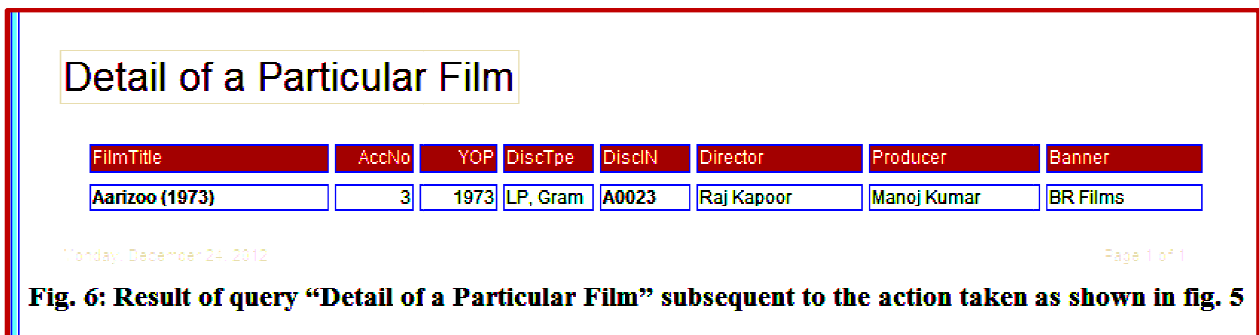 Detail of a Particular Film
FilmTitle AccNo YOP DiscTpe DiscIN Director Producer Banner
Aarizoo (1973) 3 1973 LP, Gram A0023 Raj Kapoor Manoj Kumar BR Films
Monday, December 24, 2012 Page 1 of 1
Fig. 6: Result of query “Detail of a Particular Film” subsequent to the action taken as shown in fig. 5